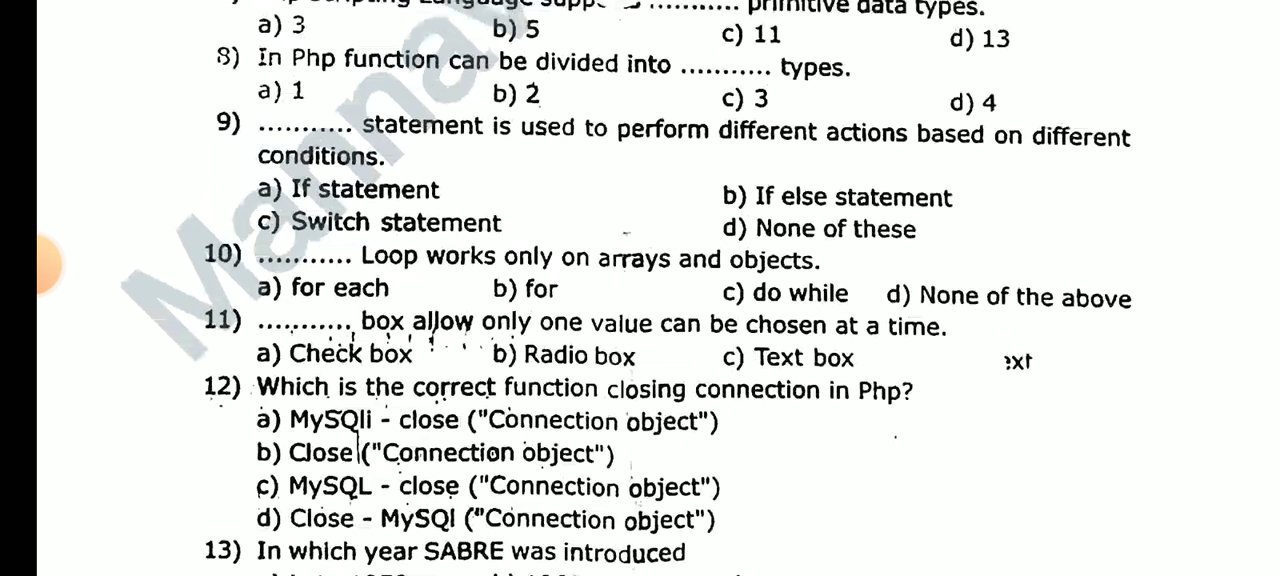 primitive data types.
a) 3 b) 5 c) 11 d) 13
8) In Php function can be divided into ........... types.
a) 1 b) 2 c) 3 d) 4
9) ........... statement is used to perform different actions based on different
conditions.
a) If statement b) If else statement
c) Switch statement d) None of these
10) ........... Loop works only on arrays and objects.
a) for each b) for c) do while d) None of the above
11) ........... box allow only one value can be chosen at a time.
a) Check box b) Radio box c) Text box
12) Which is the correct function closing connection in Php?
a) MySQli - close ("Connection object")
b) Close ("Connection object")
c) MySQL - close ("Connection object")
d) Close - MySQl ("Connection object")
13) In which year SABRE was introduced